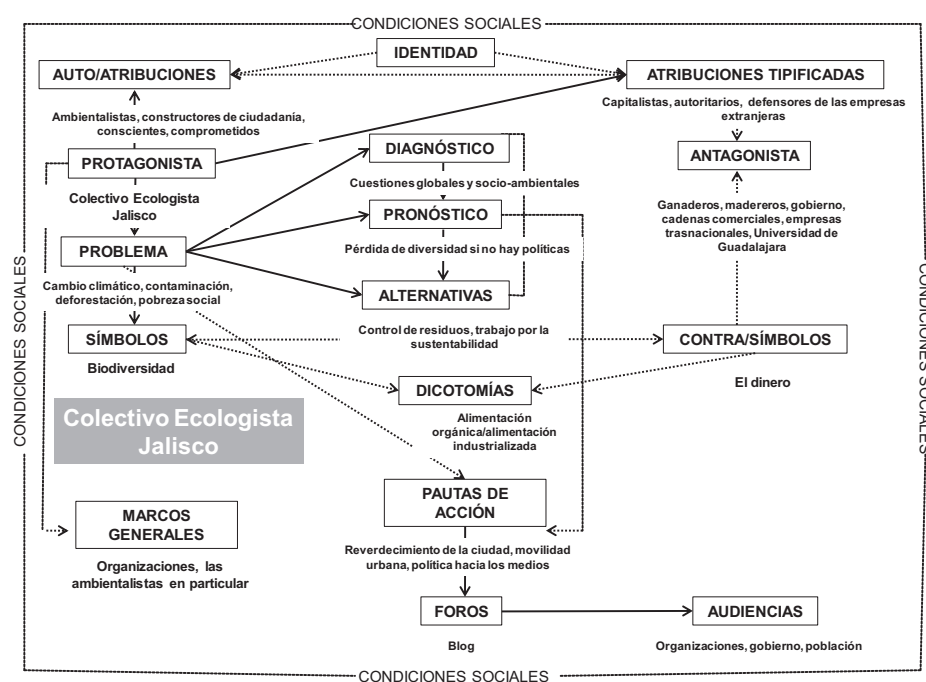 CONDICIONES SOCIALES
IDENTIDAD
AUTO/ATRIBUCIONES
ATRIBUCIONES TIPIFICADAS
Ambientalistas, constructores de ciudadanía,
conscientes, comprometidos
Capitalistas, autoritarios, defensores de las empresas
extranjeras
PROTAGONISTA
DIAGNÓSTICO
ANTAGONISTA
Colectivo Ecologista
Jalisco
Cuestiones globales y socio-ambientales
Ganaderos, madereros, gobierno,
cadenas comerciales, empresas
trasnacionales, Universidad de
Guadalajara
PRONÓSTICO
PROBLEMA
Pérdida de diversidad si no hay políticas
Cambio climático, contaminación,
deforestación, pobreza social
ALTERNATIVAS
CONDICIONES SOCIALES
CONDICIONES SOCIALES
SÍMBOLOS
Control de residuos, trabajo por la
sustentabilidad
CONTRA/SÍMBOLOS
Biodiversidad
DICOTOMÍAS
El dinero
Colectivo Ecologista
Jalisco
Alimentación
orgánica/alimentación
industrializada
PAUTAS DE
ACCIÓN
MARCOS
GENERALES
Reverdecimiento de la ciudad, movilidad
urbana, política hacia los medios
Organizaciones, las
ambientalistas en particular
FOROS
AUDIENCIAS
Blog
Organizaciones, gobierno, población
CONDICIONES SOCIALES